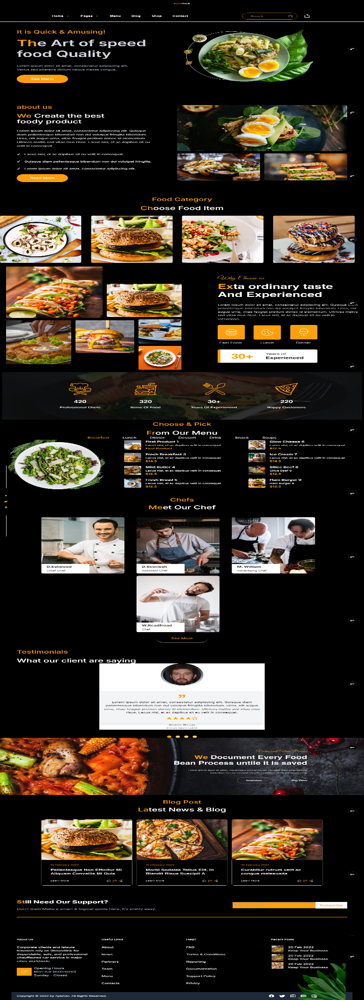 Foodtuck
Home Pages Menu Blog Shop Contact
Search
It is Quick & Amusing!
The Art of speed
food Quality
Lorem ipsum dolor sit amet, consectetur adipiscing elit.
Varius sed pharetra dictum neque massa congue.
See Menu
about us
We Create the best
foody product
Lorem ipsum dolor sit amet, consectetur adipiscing elit. Quisque
diam pellentesque bibendum non dui volutpat fringilla bibendum.
Urna, elit augue urna, vitae feugiat pretium donec id elementum.
Ultrices mattis sed vitae mus risus. Lacus nisi, et ac dapibus sit eu
velit in consequat.
Lacus nisi, et ac dapibus sit eu velit in consequat.
Quisque diam pellentesque bibendum non dui volutpat fringilla.
Lorem ipsum dolor sit amet, consectetur adipiscing elit.
Read More
Food Category
Choose Food Item
Why Choose us
Exta ordinary taste
And Experienced
Lorem ipsum dolor sit amet, consectetur adipiscing elit. Quisque diam
pellentesque bibendum non dui volutpat fringilla bibendum. Urna, elit
augue urna, vitae feugiat pretium donec id elementum. Ultrices mattis
sed vitae mus risus. Lacus nisi, et ac dapibus sit eu velit in
consequat.
Fast Food Lunch Dinner
30+ Years of
Experienced
420 320 30+ 220
Professional Chefs Items Of Food Years Of Experienced Happy Customers
Choose & Pick
From Our Menu
Breakfast Lunch Dinner Dessert Drink Snack Soups
First Product 1
Lacus nisi, et ac dapibus velit in consequat
First Product
Fresh Breakfast 3
Lacus nisi, et ac dapibus velit in consequat
$14.5
Mild Butter 4
Lacus nisi, et ac dapibus velit in consequat
$12.5
Fresh Bread 5
Lacus nisi, et ac dapibus velit in consequat
$12.5
Glow Cheese 6
Lacus nisi, et ac dapibus velit in consequat
$12.5
Ice Cream 7
Lacus nisi, et ac dapibus velit in consequat
$14.5
Silice Beef 8
Silice Beef 8
$12.5
Ham Burger 9
Ham Burger 9
$12.5
Chefs
Meet Our Chef
D.Estwood
Chief Chef
D.Scoriesh
Assistant Chef
M. William
Advertising Chef
W.Readfroad
Chef
See More
Testimonials
What our client are saying
Lorem ipsum dolor sit amet, consectetur adipiscing elit. Quisque diam
pellentesque bibendum non dui volutpat fringilla bibendum. Urna, elit augue
urna, vitae feugiat pretium donec id elementum. Ultrices mattis sed vitae mus
risus. Lacus nisi, et ac dapibus sit eu velit in consequat.
Alamin Hasan
Food Specialist
Restaurant Active Process
We Document Every Food
Bean Process untile it is saved
Lorem ipsum dolor sit amet, consectetur adipiscing elit. Quisque diam pellentesque
bibendum non dui volutpat fringilla bibendum. Urna, elit augue urna,
Read More Play Video
Blog Post
Latest News & Blog
10 February 2022
Pellentesque Non Efficitur Mi
Aliquam Convallis Mi Quis
Learn More
10 February 2022
Morbi Sodales Tellus Elit, In
Blandit Risus Suscipit A
Learn More
10 February 2022
Curabitur rutrum velit ac
congue malesuada
Learn More
Still Need Our Support?
Don't wait! Make a smart & logical quote here. It's pretty easy.
Subscribe
About Us
Corporate clients and leisure
travelers rely on Groundlink for
dependable, safe, and professional
chauffeured car service in major
cities worldwide.
Opening Hours
Mon-Sat (8:00-6:00)
Sunday - Closed
Useful Links
About
News
Partners
Team
Menu
Contacts
Help?
FAQ
Terms & Conditions
Reporting
Documentation
Support Policy
Privicy
Recent Posts
20 Feb 2022
Keep Your Business
20 Feb 2022
Keep Your Business
20 Feb 2022
Keep Your Business
Copyright © 2022 by Ayeman. All Rights Reserved.